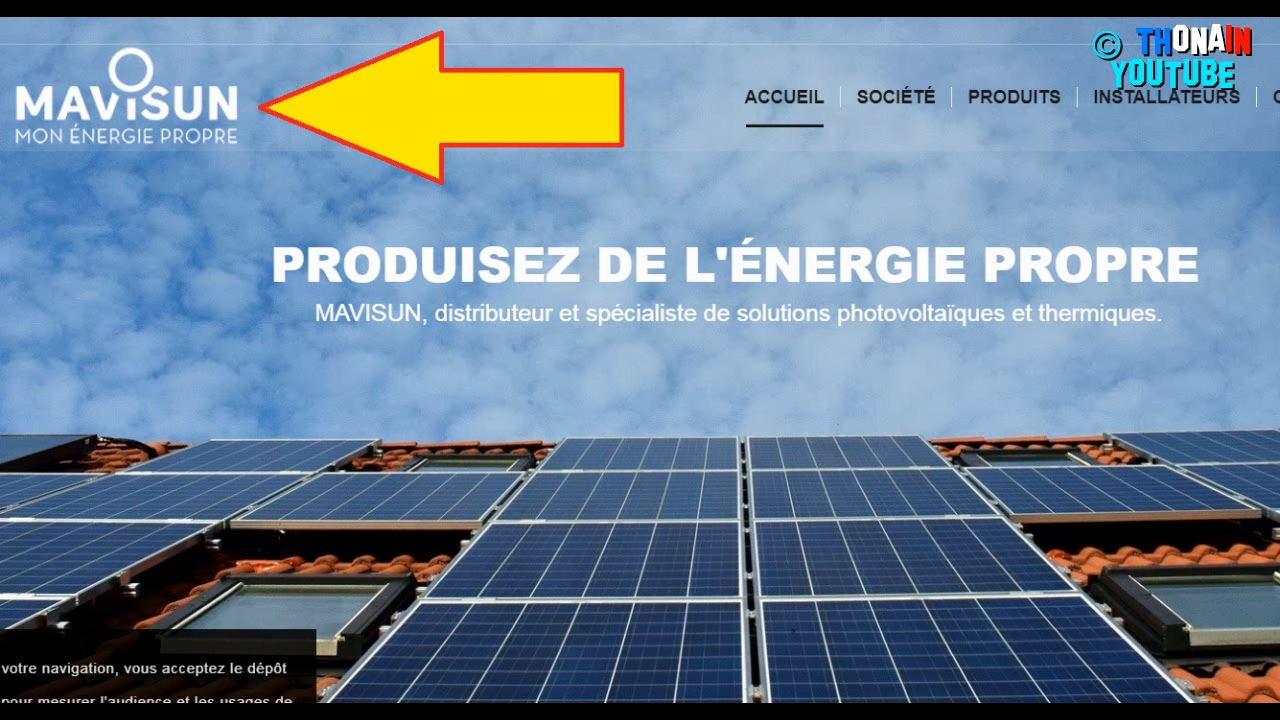 © THONAIN
YOUTUBE
MAVISUN
MON ÉNERGIE PROPRE
ACCUEIL SOCIÉTÉ PRODUITS INSTALLATEURS
PRODUISEZ DE L'ÉNERGIE PROPRE
MAVISUN, distributeur et spécialiste de solutions photovoltaïques et thermiques.
votre navigation, vous acceptez le dépôt
pour mesurer l'audience et les usages de